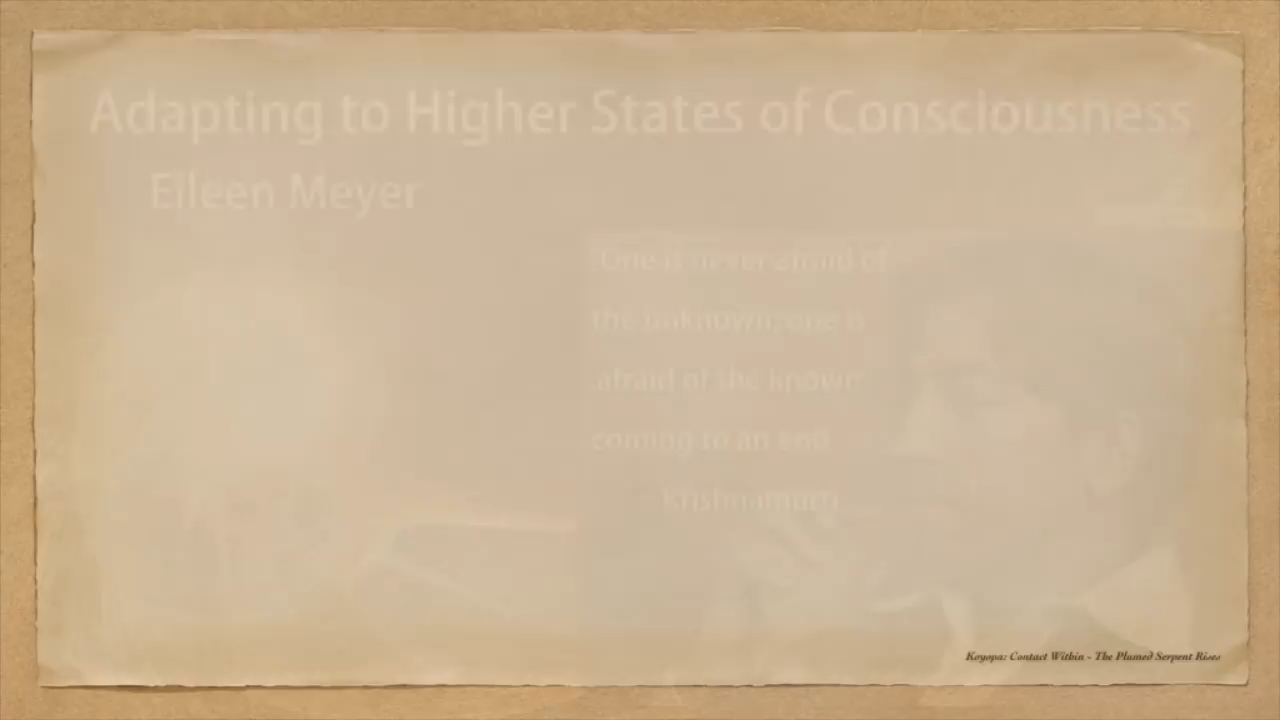 Adapting to Higher States of Consciousness
Eileen Meyer
One is never afraid of
the unknown; one is
afraid of the known
coming to an end
Krishnamurti
Koyopa: Contact Within - The Plumed Serpent Rises